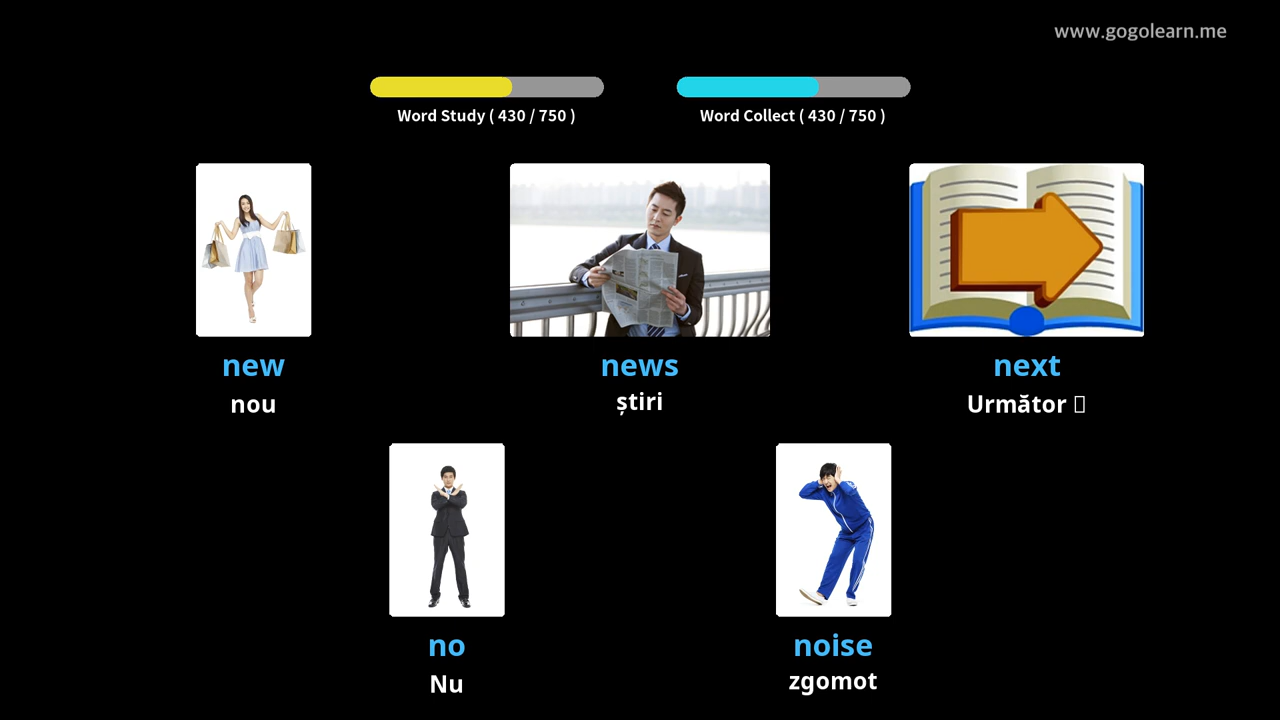 www.gogolearn.me
Word Study ( 430 / 750 )
Word Collect ( 430 / 750 )
new
nou
news
știri
next
Următor
no
Nu
noise
zgomot